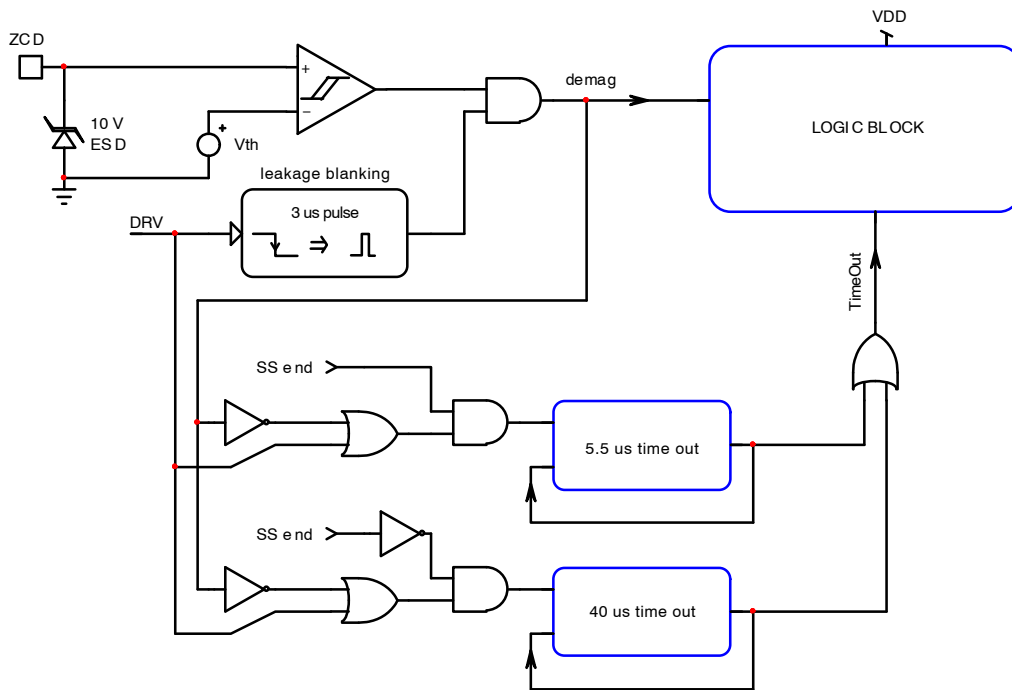 VDD
ZCD
+
demag
10 V
ESD
+
Vth
−
LOGIC BLOCK
leakage blanking
3 us pulse
DRV
TimeOut
SS end
5.5 us time out
SS end
40 us time out